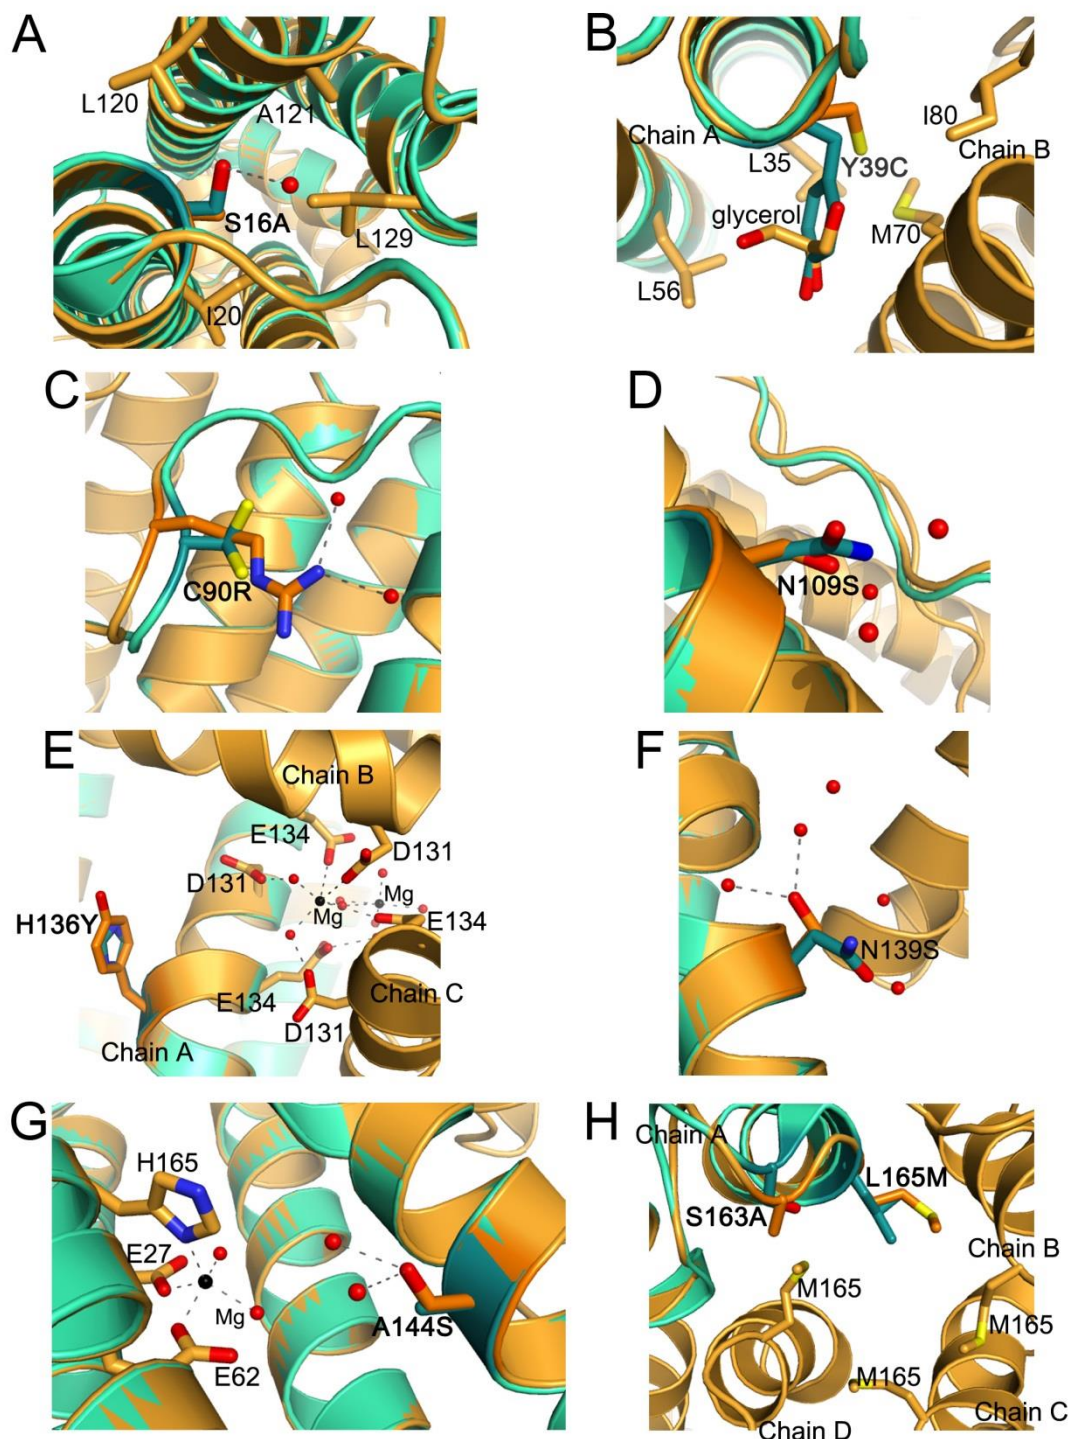 A
L120
A121
S16A
L129
I20
B
Chain A
L35
Y39C
I80
Chain B
glycerol
M70
L56
C
C90R
D
N109S
E
Chain B
E134
D131
D131
Mg
Mg
H136Y
E134
E134
Chain C
D131
Chain A
F
N139S
G
H165
E27
Mg
A144S
E62
H
Chain A
L165M
S163A
Chain B
M165
M165
M165
Chain C
Chain D